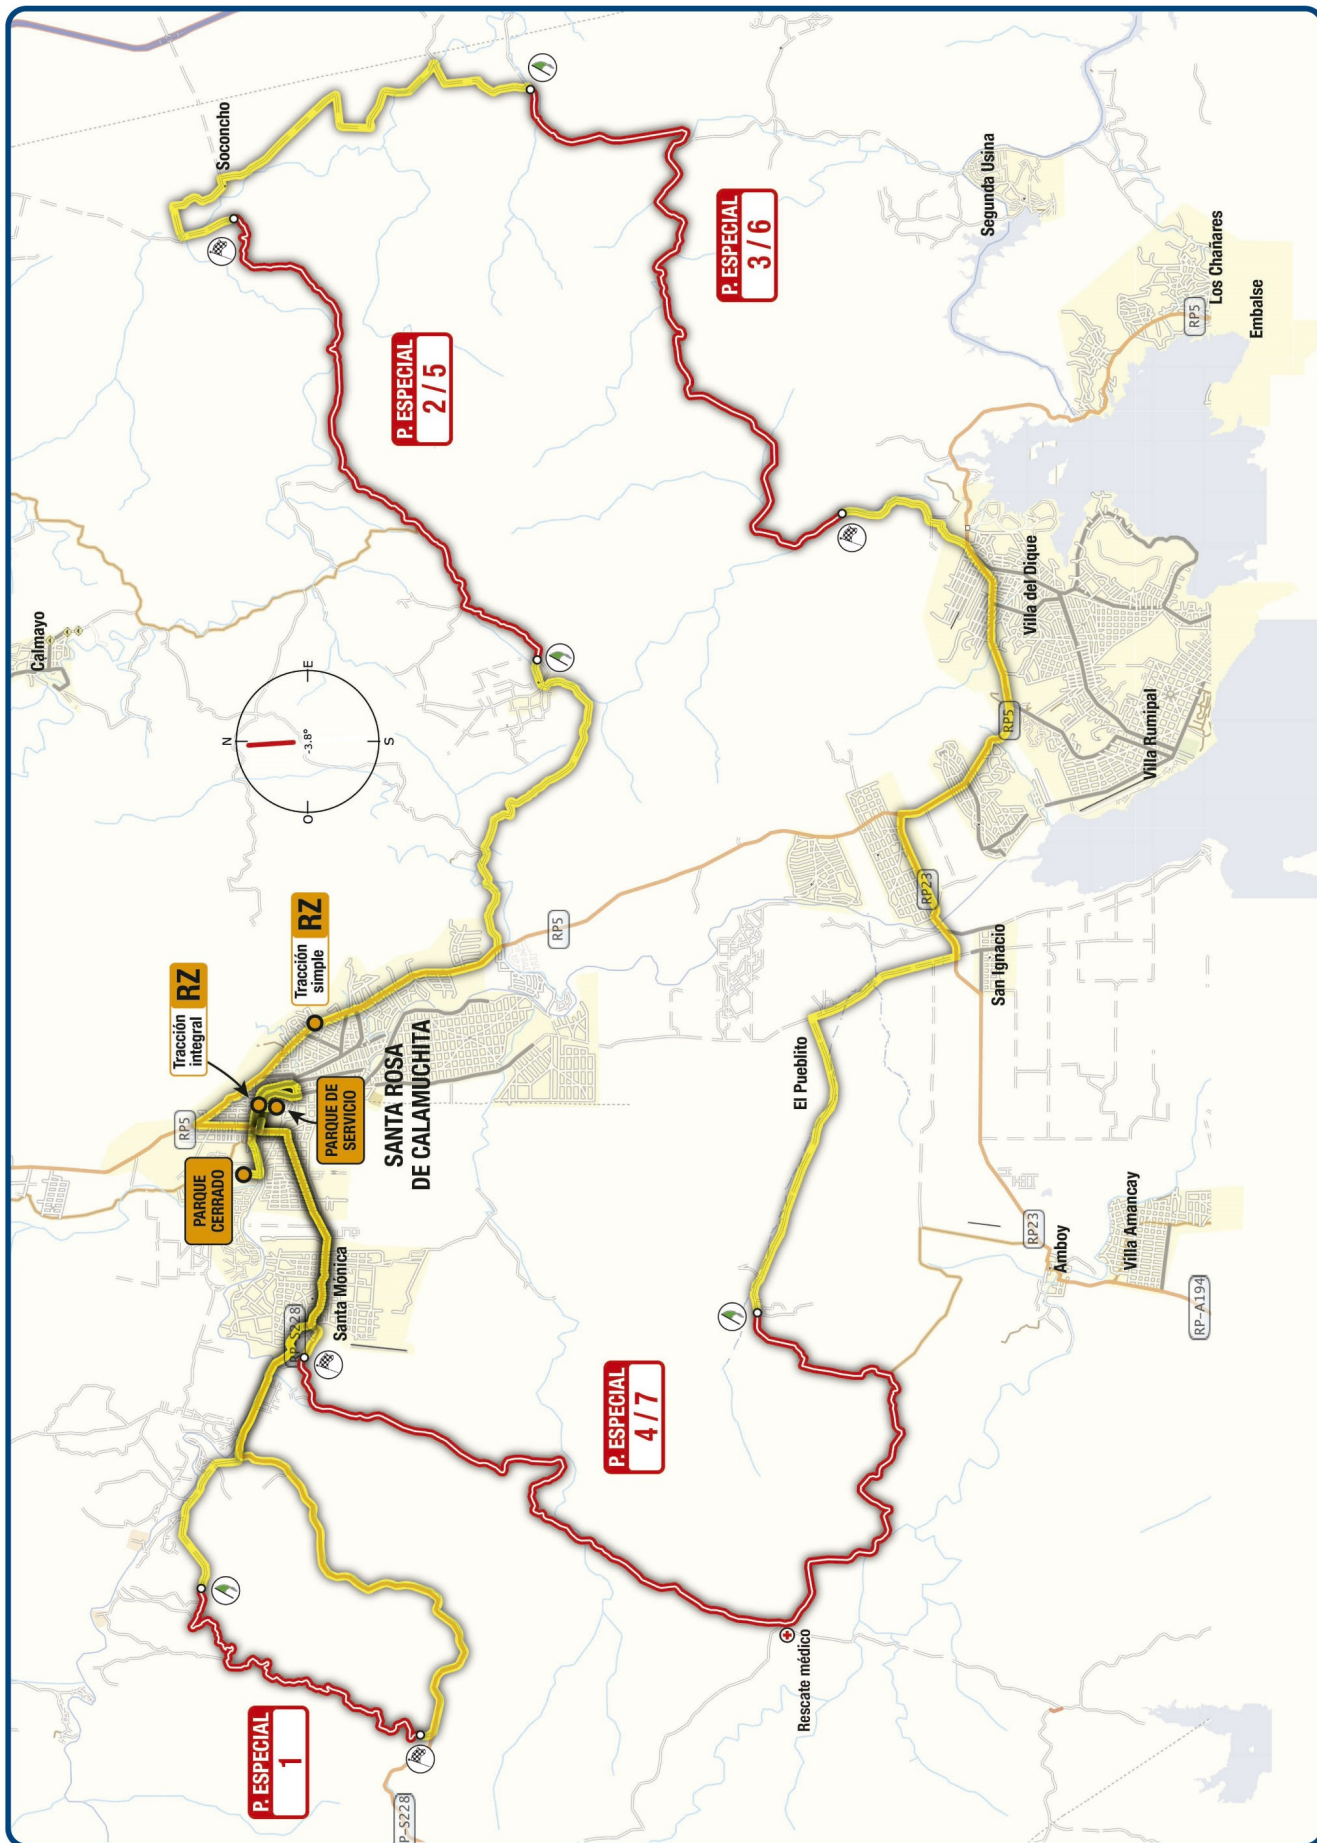 Soconcho
P. ESPECIAL
2 / 5
P. ESPECIAL
3 / 6
Segunda Usina
Los Chañares
RP5
Embalse
Calmayo
N
E
S
O
-3.8°
Villa del Dique
RP5
Villa Rumipal
RP23
San Ignacio
RP5
Tracción
simple
RZ
Tracción
integral
RZ
RP5
PARQUE DE
SERVICIO
PARQUE
CERRADO
SANTA ROSA
DE CALAMUCHITA
El Pueblito
RP23
Amboy
Villa Amancay
RP-A194
Santa Mónica
RP-S228
P. ESPECIAL
4 / 7
Rescate médico
P. ESPECIAL
1
P-S228